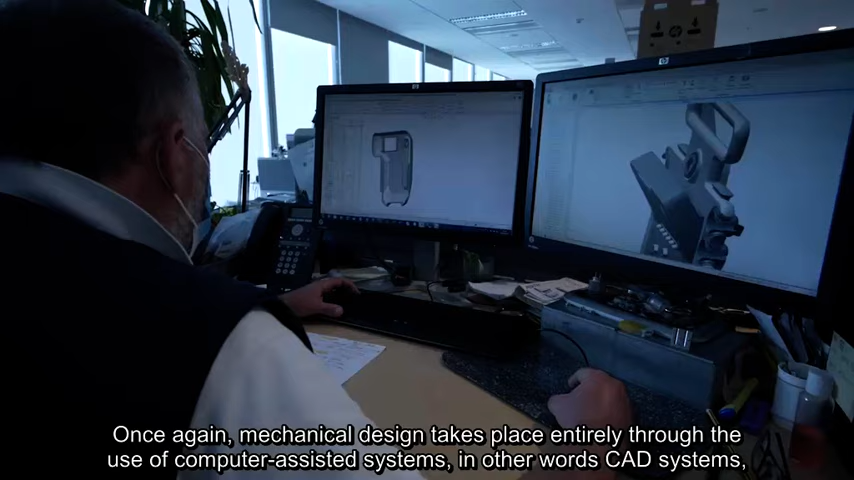 Once again, mechanical design takes place entirely through the
use of computer-assisted systems, in other words CAD systems,